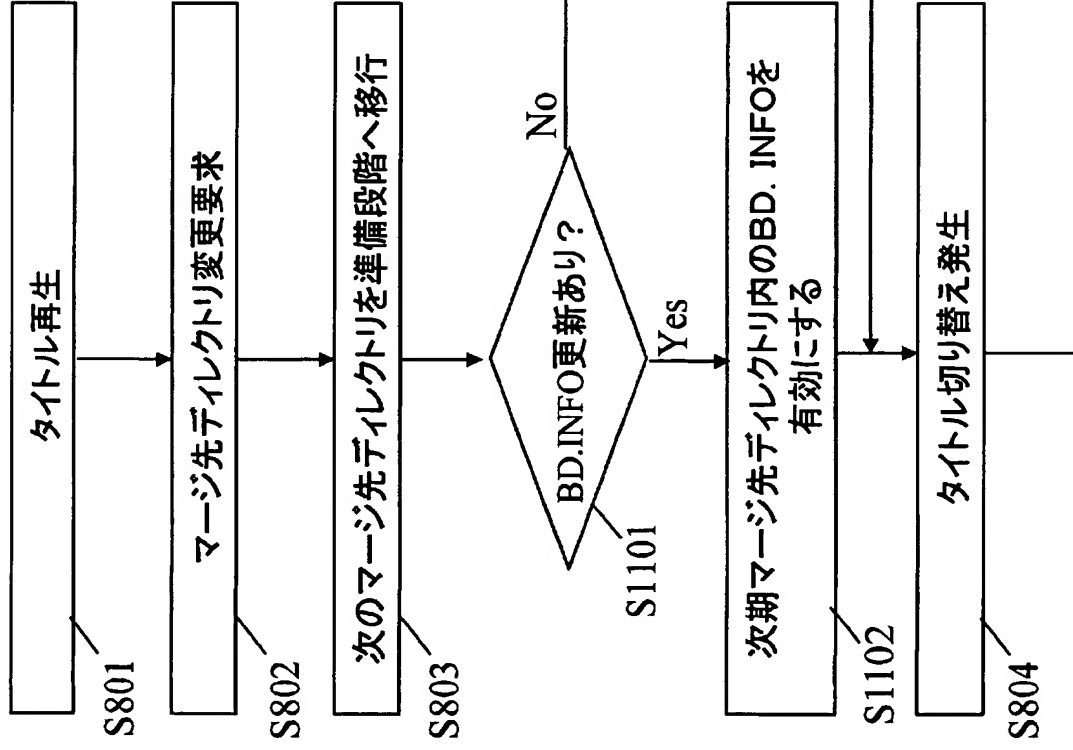 タイトル再生
S801
マージ先ディレクトリ変更要求
S802
次のマージ先ディレクトリを準備段階へ移行
S803
BD.INFO更新あり？
No
S1101
Yes
次期マージ先ディレクトリ内のBD. INFOを
有効にする
S1102
タイトル切り替え発生
S804